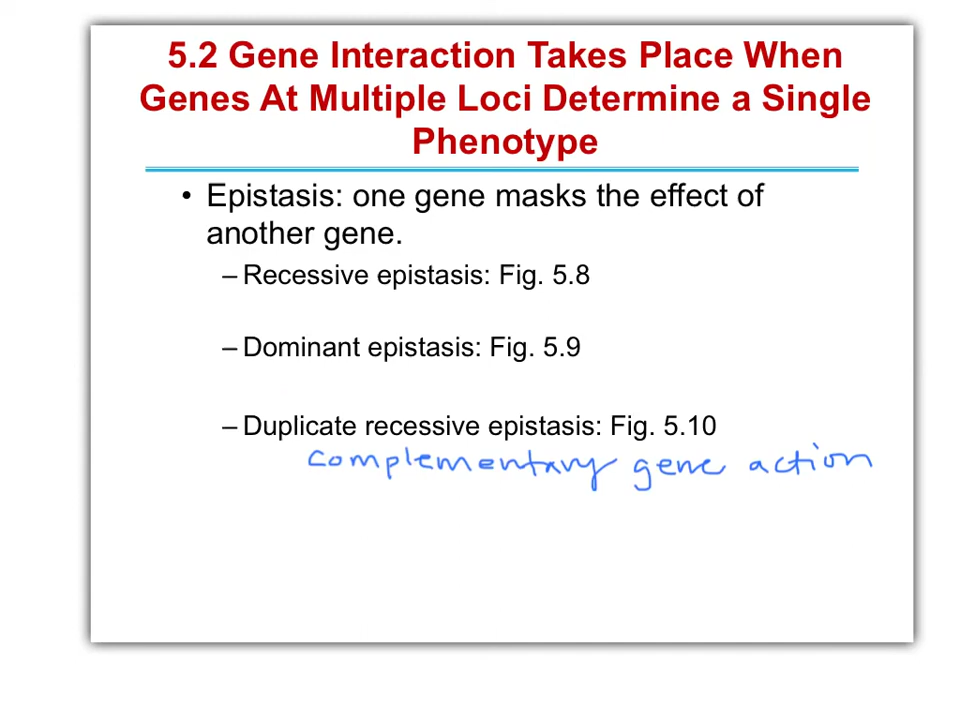 5.2 Gene Interaction Takes Place When
Genes At Multiple Loci Determine a Single
Phenotype
• Epistasis: one gene masks the effect of
another gene.
– Recessive epistasis: Fig. 5.8
– Dominant epistasis: Fig. 5.9
– Duplicate recessive epistasis: Fig. 5.10
complementary gene action